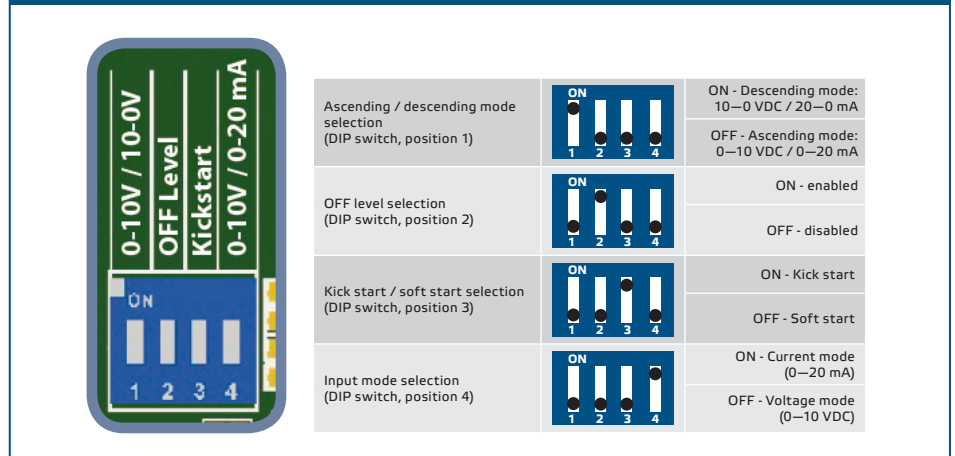 0-10V / 10-0V
OFF Level
Kickstart
0-10V / 0-20 mA
ON
1 2 3 4
Ascending / descending mode
selection
(DIP switch, position 1)
ON
1 2 3 4
ON - Descending mode:
10—0 VDC / 20—0 mA
OFF - Ascending mode:
0—10 VDC / 0—20 mA
OFF level selection
(DIP switch, position 2)
ON
1 2 3 4
ON - enabled
OFF - disabled
Kick start / soft start selection
(DIP switch, position 3)
ON
1 2 3 4
ON - Kick start
OFF - Soft start
Input mode selection
(DIP switch, position 4)
ON
1 2 3 4
ON - Current mode
(0—20 mA)
OFF - Voltage mode
(0—10 VDC)